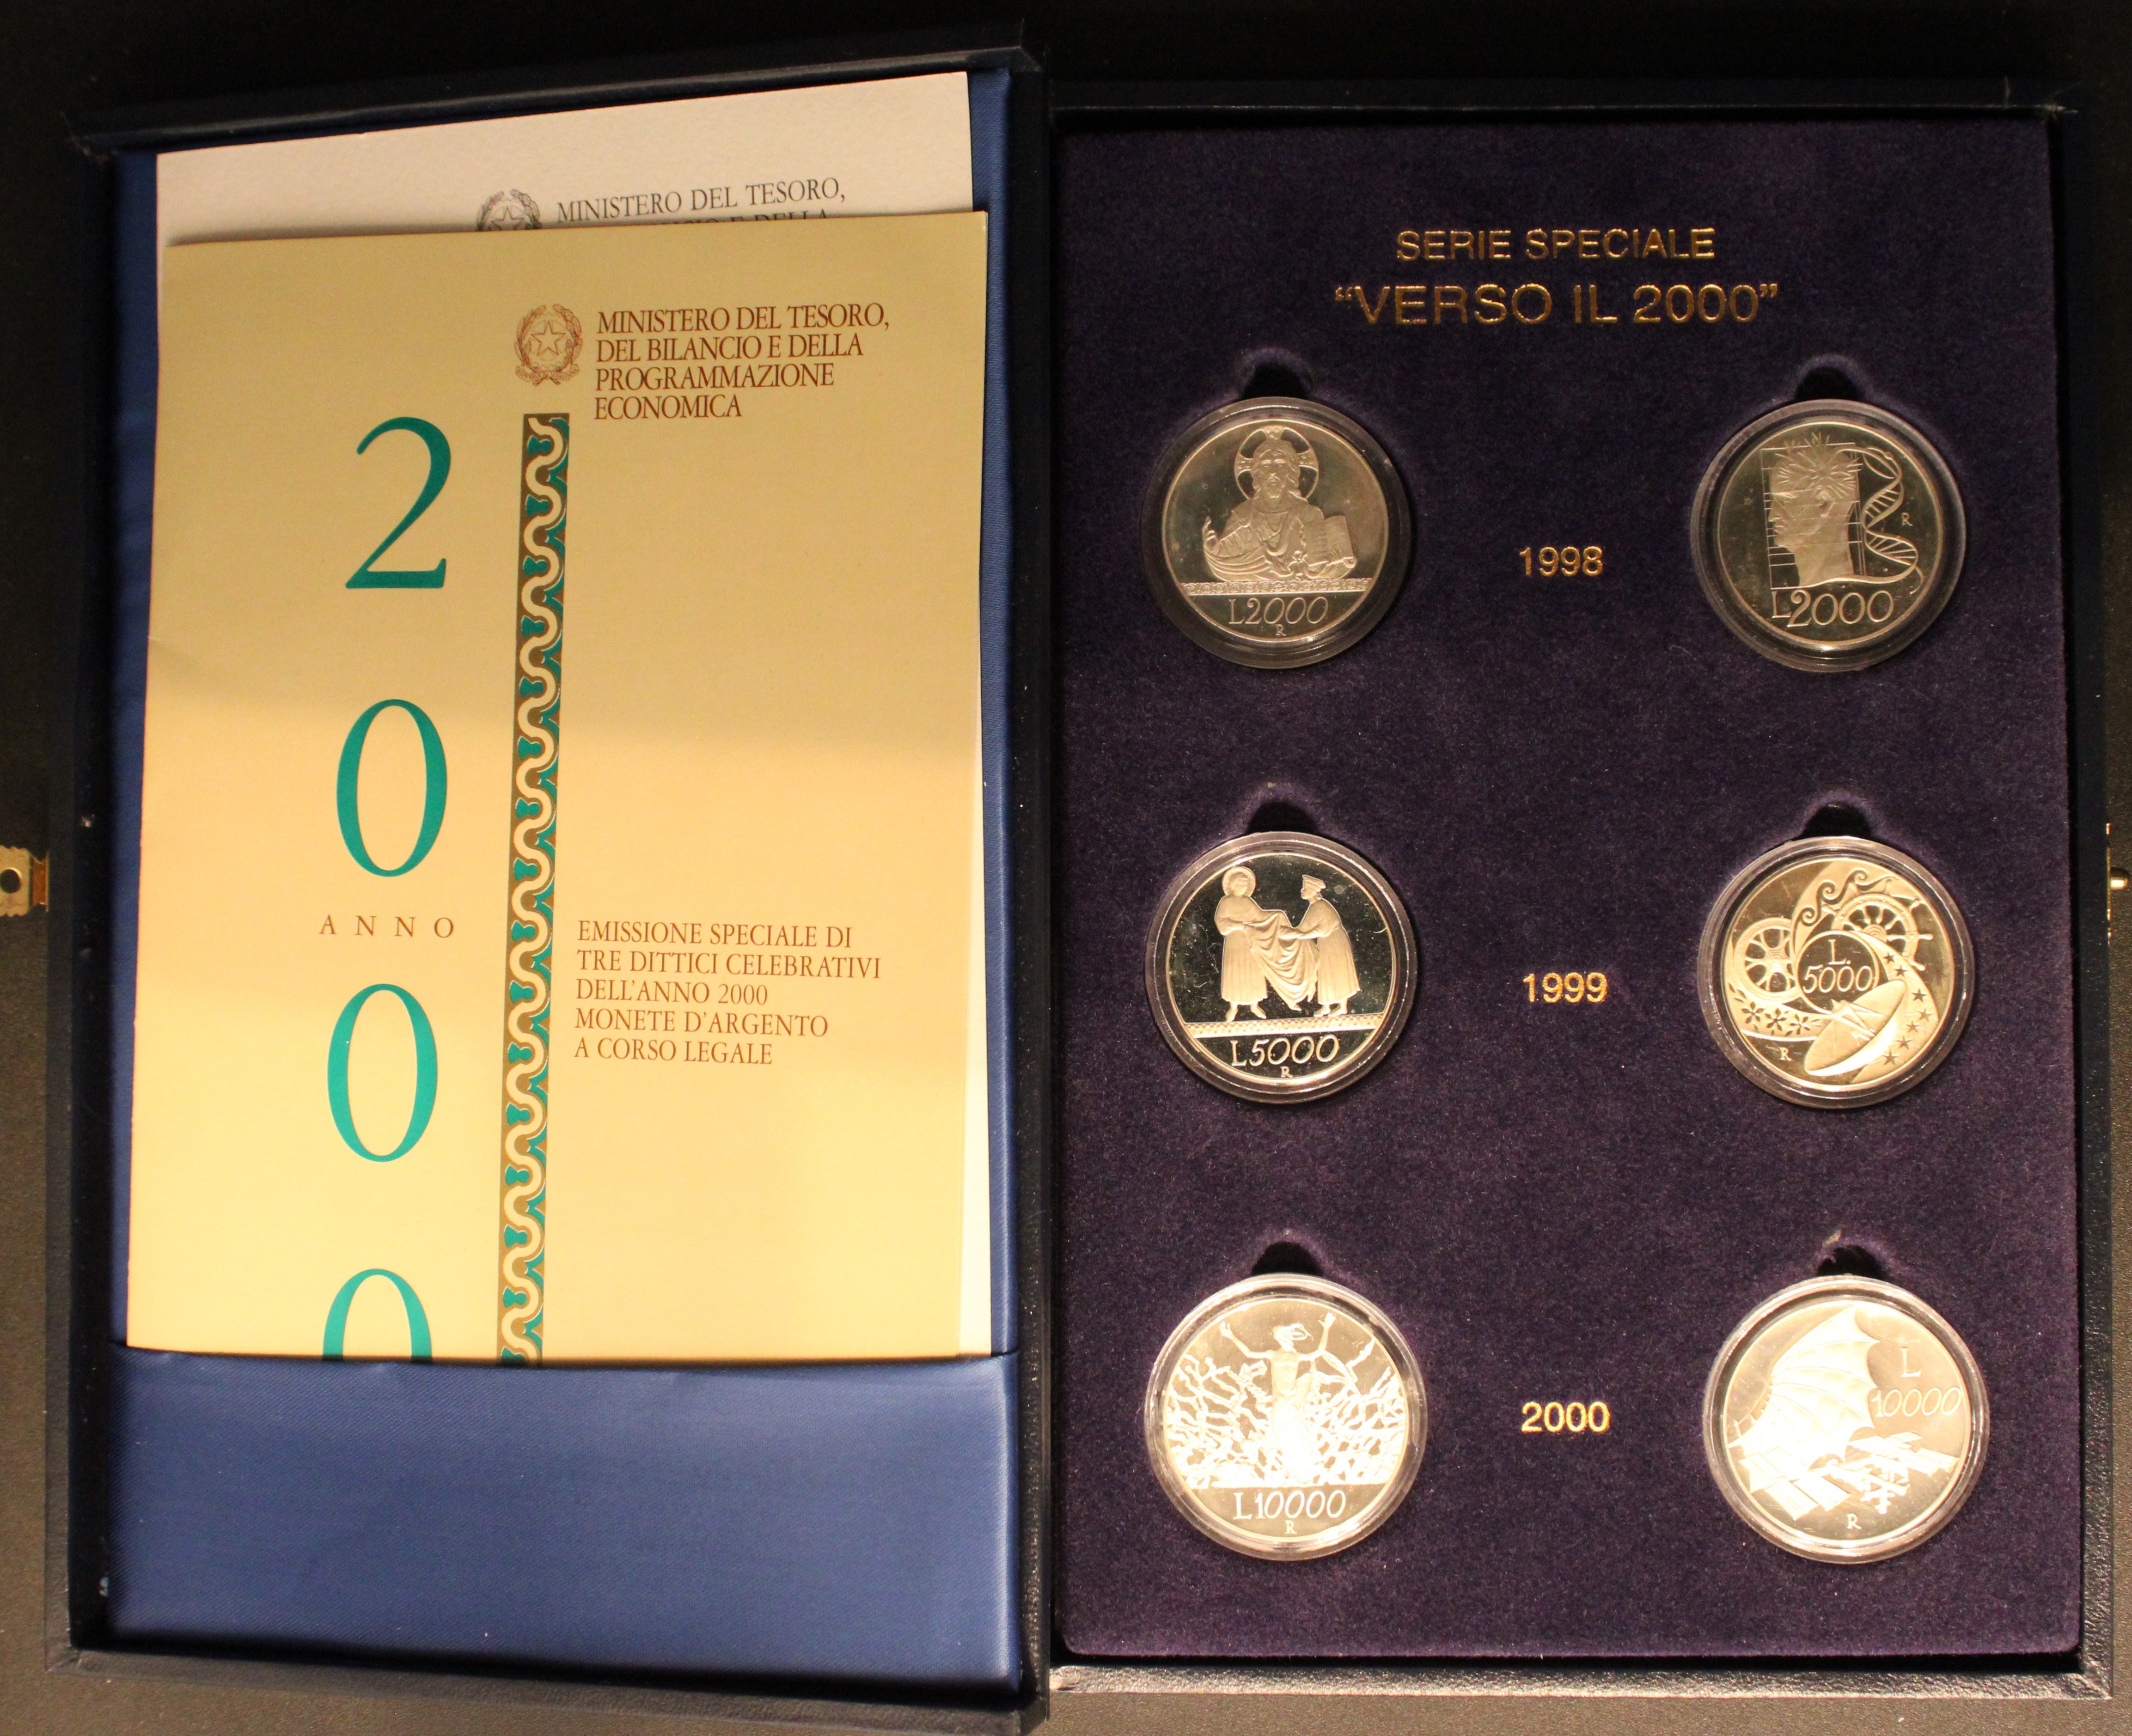 MINISTERO DEL TESORO,
MINISTERO DEL TESORO,
DEL BILANCIO E DELLA
PROGRAMMAZIONE
ECONOMICA
2
0
ANNO
0
0
EMISSIONE SPECIALE DI
TRE DITTICI CELEBRATIVI
DELL'ANNO 2000
MONETE D'ARGENTO
A CORSO LEGALE
SERIE SPECIALE
“VERSO IL 2000”
L2000
R
1998
N
R
L2000
L5000
R
1999
L.
5000
R
L10000
R
2000
L
10000
R